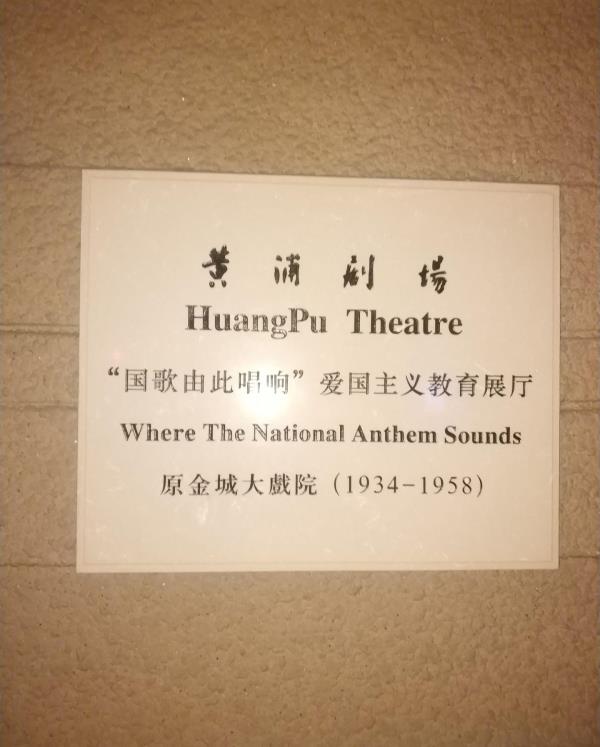 黄浦剧場
HuangPu Theatre
“国歌由此唱响”爱国主义教育展厅
Where The National Anthem Sounds
原金城大戲院（1934-1958）